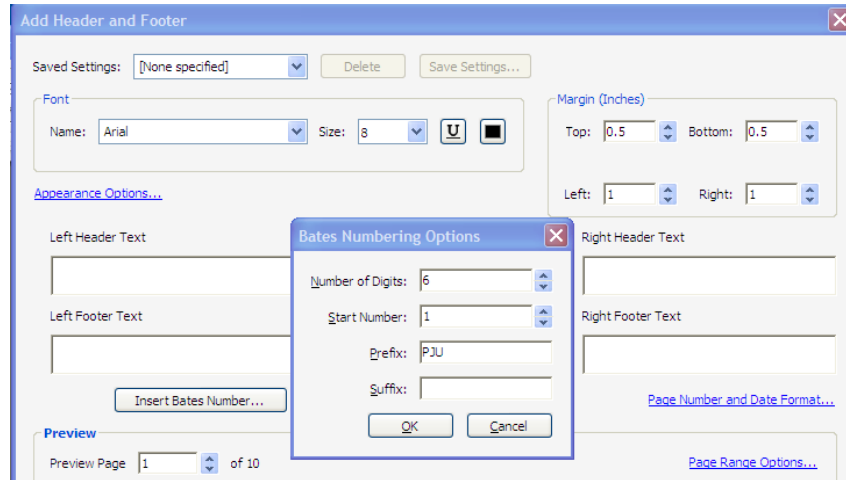 Add Header and Footer
Saved Settings: [None specified] Delete Save Settings...
Font
Name: Arial Size: 8 U
Margin (Inches)
Top: 0.5 Bottom: 0.5
Left: 1 Right: 1
Appearance Options...
Left Header Text
Right Header Text
Left Footer Text
Right Footer Text
Bates Numbering Options
Number of Digits: 6
Start Number: 1
Prefix: PJU
Suffix:
OK Cancel
Insert Bates Number...
Page Number and Date Format...
Preview
Preview Page 1 of 10
Page Range Options...